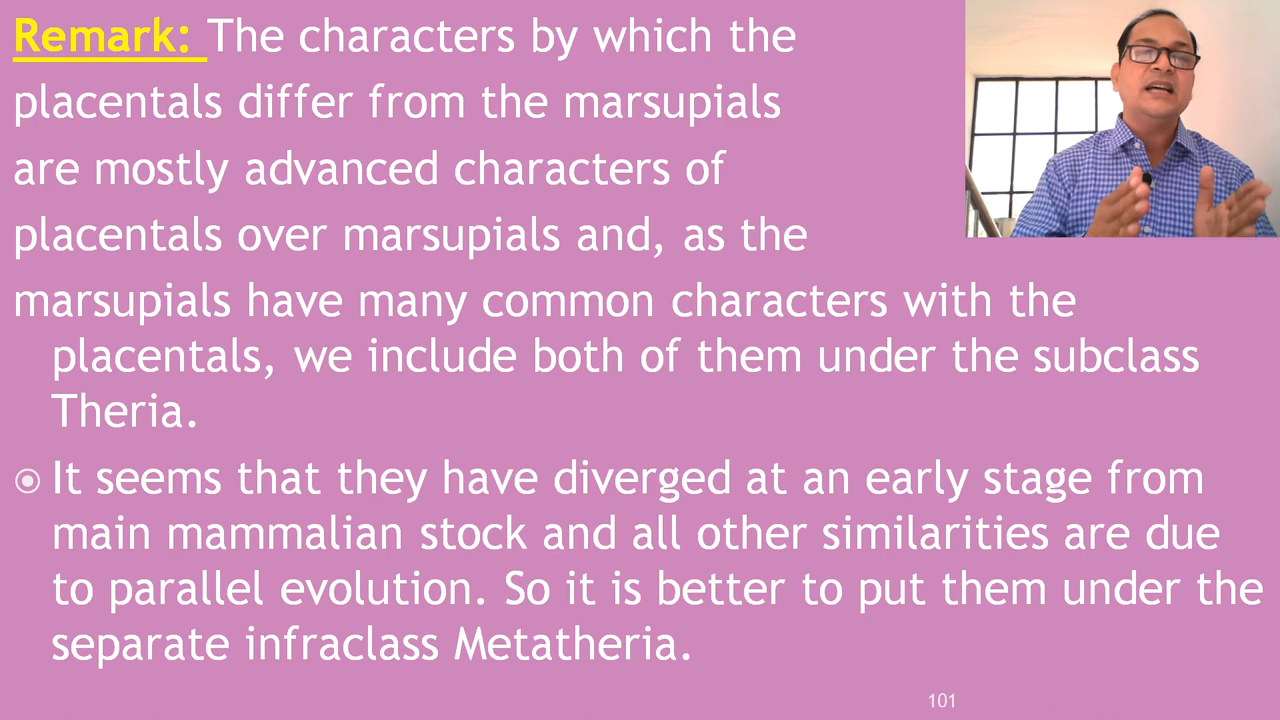 Remark: The characters by which the
placentals differ from the marsupials
are mostly advanced characters of
placentals over marsupials and, as the
marsupials have many common characters with the
placentals, we include both of them under the subclass
Theria.
It seems that they have diverged at an early stage from
main mammalian stock and all other similarities are due
to parallel evolution. So it is better to put them under the
separate infraclass Metatheria.
101